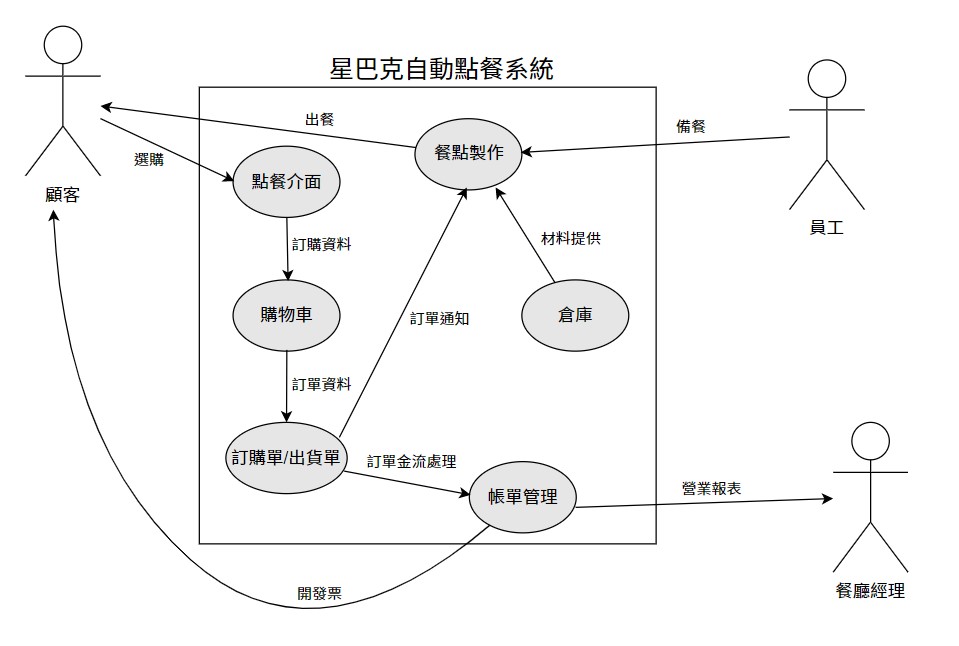 星巴克自動點餐系統
出餐
備餐
選購
點餐介面
餐點製作
顧客
員工
訂購資料
材料提供
購物車
訂單通知
倉庫
訂單資料
訂購單/出貨單
訂單金流處理
帳單管理
營業報表
開發票
餐廳經理